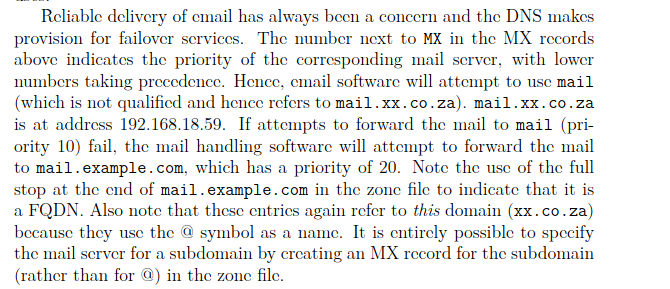 Reliable delivery of email has always been a concern and the DNS makes
provision for failover services. The number next to MX in the MX records
above indicates the priority of the corresponding mail server, with lower
numbers taking precedence. Hence, email software will attempt to use mail
(which is not qualified and hence refers to mail.xx.co.za). mail.xx.co.za
is at address 192.168.18.59. If attempts to forward the mail to mail (pri-
ority 10) fail, the mail handling software will attempt to forward the mail
to mail.example.com, which has a priority of 20. Note the use of the full
stop at the end of mail.example.com in the zone file to indicate that it is
a FQDN. Also note that these entries again refer to this domain (xx.co.za)
because they use the @ symbol as a name. It is entirely possible to specify
the mail server for a subdomain by creating an MX record for the subdomain
(rather than for @) in the zone file.